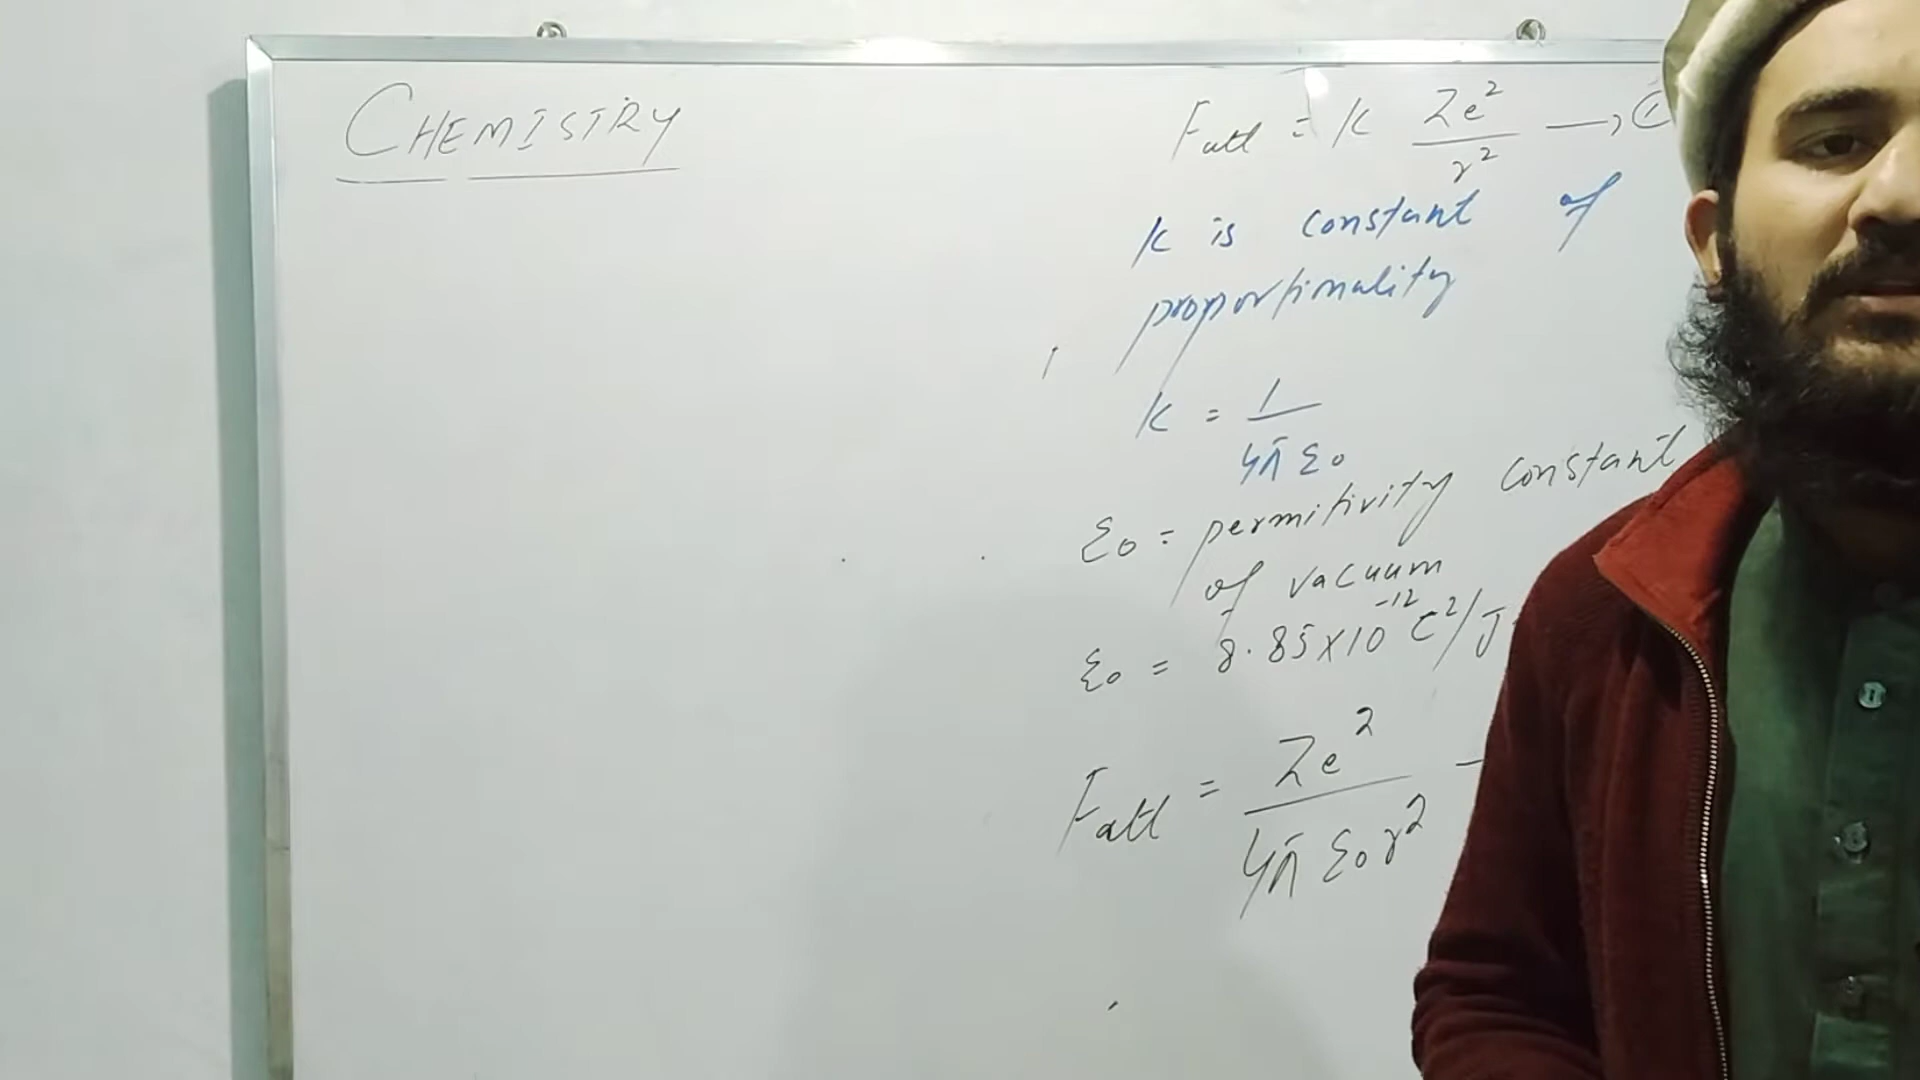 CHEMISTRY
Fatt = K Ze²/r² → ①
K is constant of
proportionality
K = 1/4π ε₀
ε₀ = permitivity constant
of vacuum
ε₀ = 8.85×10⁻¹² C²/J
Fatt = Ze²/4π ε₀ r²